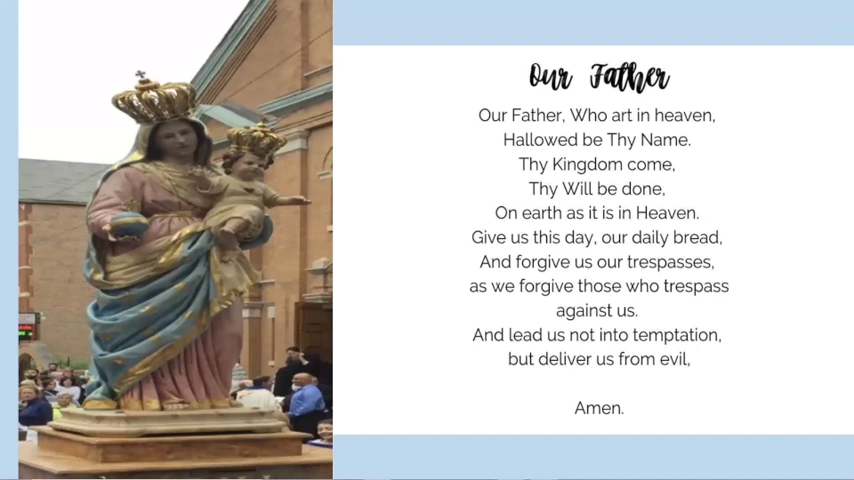 Our Father
Our Father, Who art in heaven,
Hallowed be Thy Name.
Thy Kingdom come,
Thy Will be done,
On earth as it is in Heaven.
Give us this day, our daily bread,
And forgive us our trespasses,
as we forgive those who trespass
against us.
And lead us not into temptation,
but deliver us from evil,
Amen.